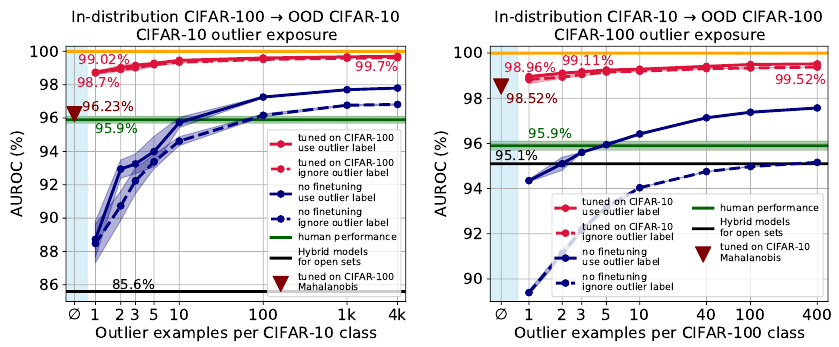 In-distribution CIFAR-100 → OOD CIFAR-10
CIFAR-10 outlier exposure
AUROC (%)
100
98
96
94
92
90
88
86
99.02%
98.7%
96.23%
95.9%
99.7%
85.6%
tuned on CIFAR-100
use outlier label
tuned on CIFAR-100
ignore outlier label
no finetuning
use outlier label
no finetuning
ignore outlier label
human performance
Hybrid models
for open sets
tuned on CIFAR-100
Mahalanobis
∅ 1 2 3 5 10 100 1k 4k
Outlier examples per CIFAR-10 class
In-distribution CIFAR-10 → OOD CIFAR-100
CIFAR-100 outlier exposure
AUROC (%)
100
98
96
94
92
90
98.96%
99.11%
98.52%
99.52%
95.9%
95.1%
tuned on CIFAR-10
use outlier label
tuned on CIFAR-10
ignore outlier label
no finetuning
use outlier label
no finetuning
ignore outlier label
human performance
Hybrid models
for open sets
tuned on CIFAR-10
Mahalanobis
∅ 1 2 3 5 10 40 100 400
Outlier examples per CIFAR-100 class